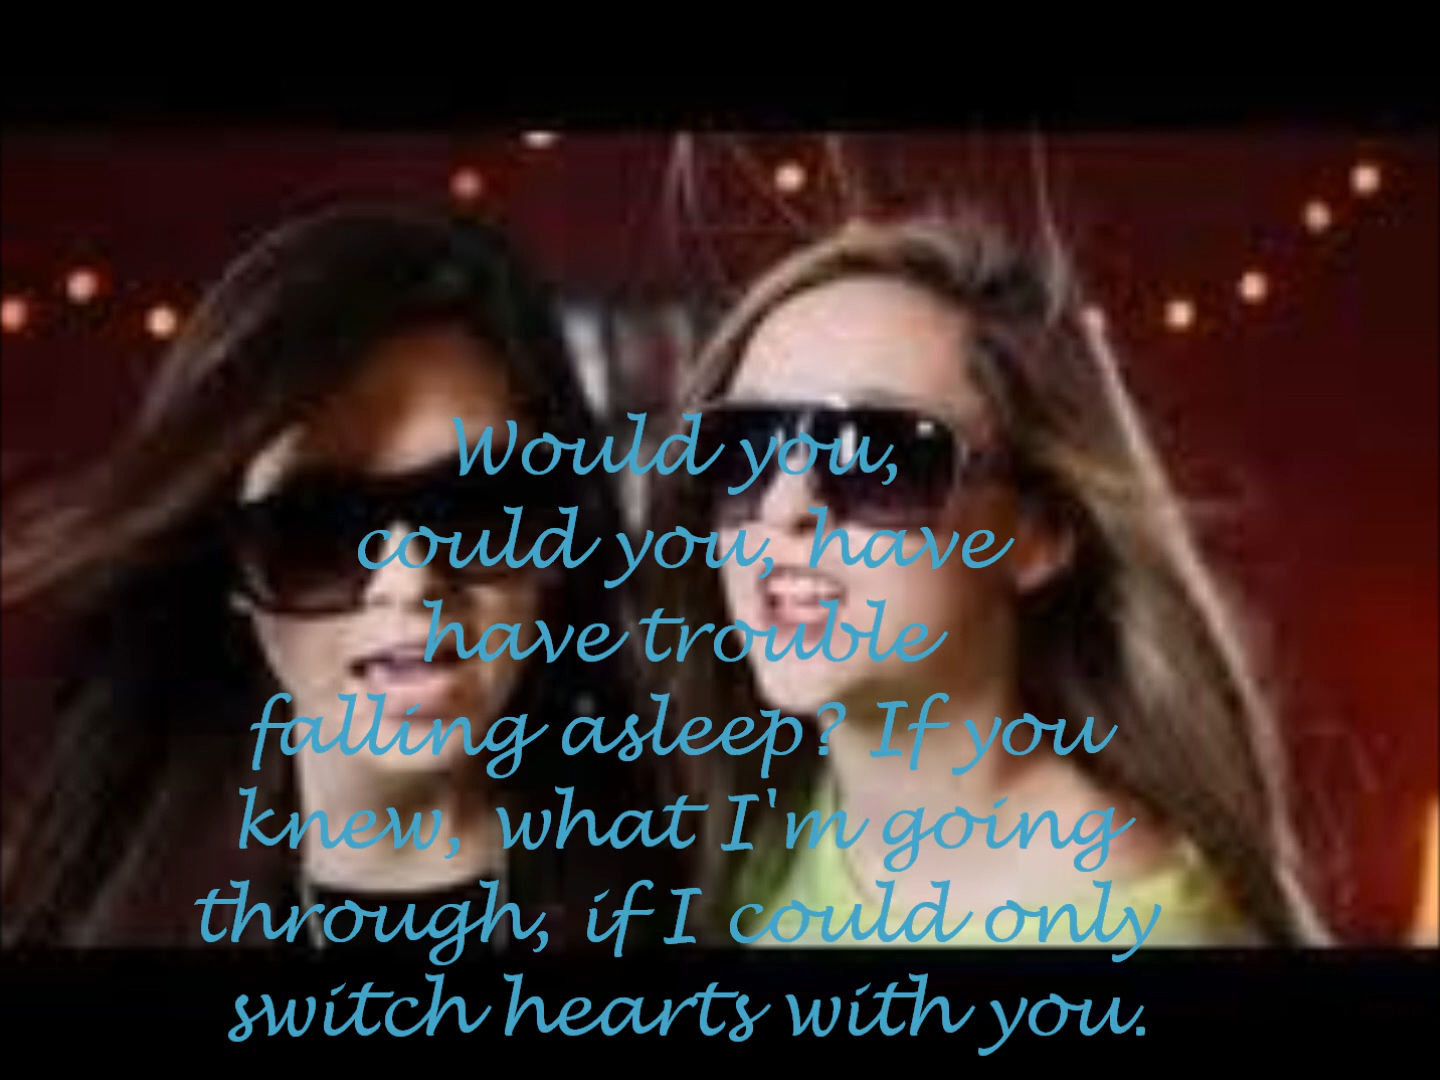 Would you,
could you, have
have trouble
falling asleep? If you
knew, what I'm going
through, if I could only
switch hearts with you.